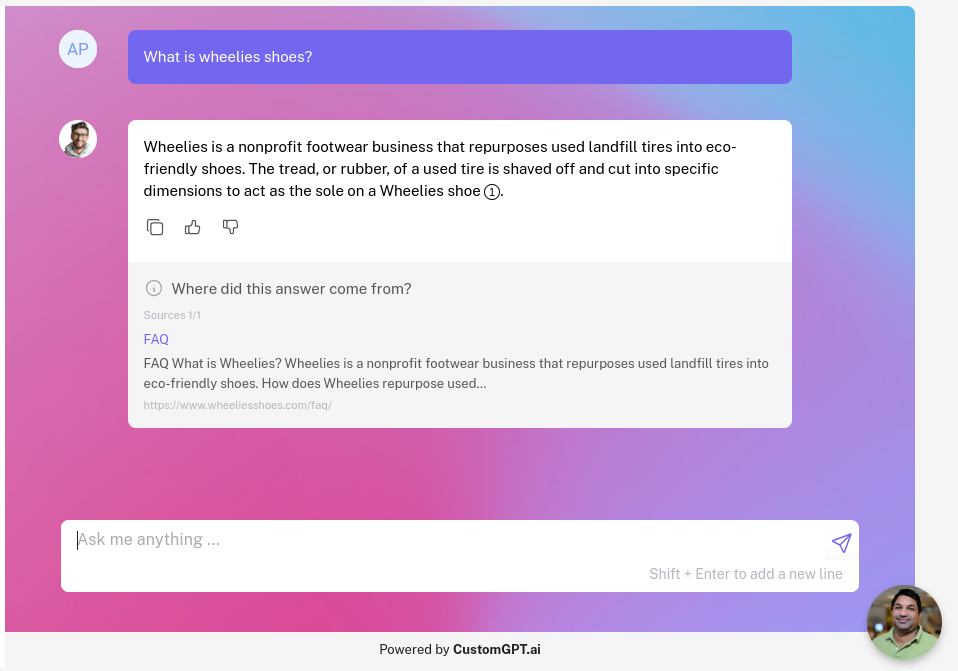 AP
What is wheelies shoes?
Wheelies is a nonprofit footwear business that repurposes used landfill tires into eco-
friendly shoes. The tread, or rubber, of a used tire is shaved off and cut into specific
dimensions to act as the sole on a Wheelies shoe ①.
Where did this answer come from?
Sources 1/1
FAQ
FAQ What is Wheelies? Wheelies is a nonprofit footwear business that repurposes used landfill tires into
eco-friendly shoes. How does Wheelies repurpose used...
https://www.wheeliesshoes.com/faq/
Ask me anything ...
Shift + Enter to add a new line
Powered by CustomGPT.ai